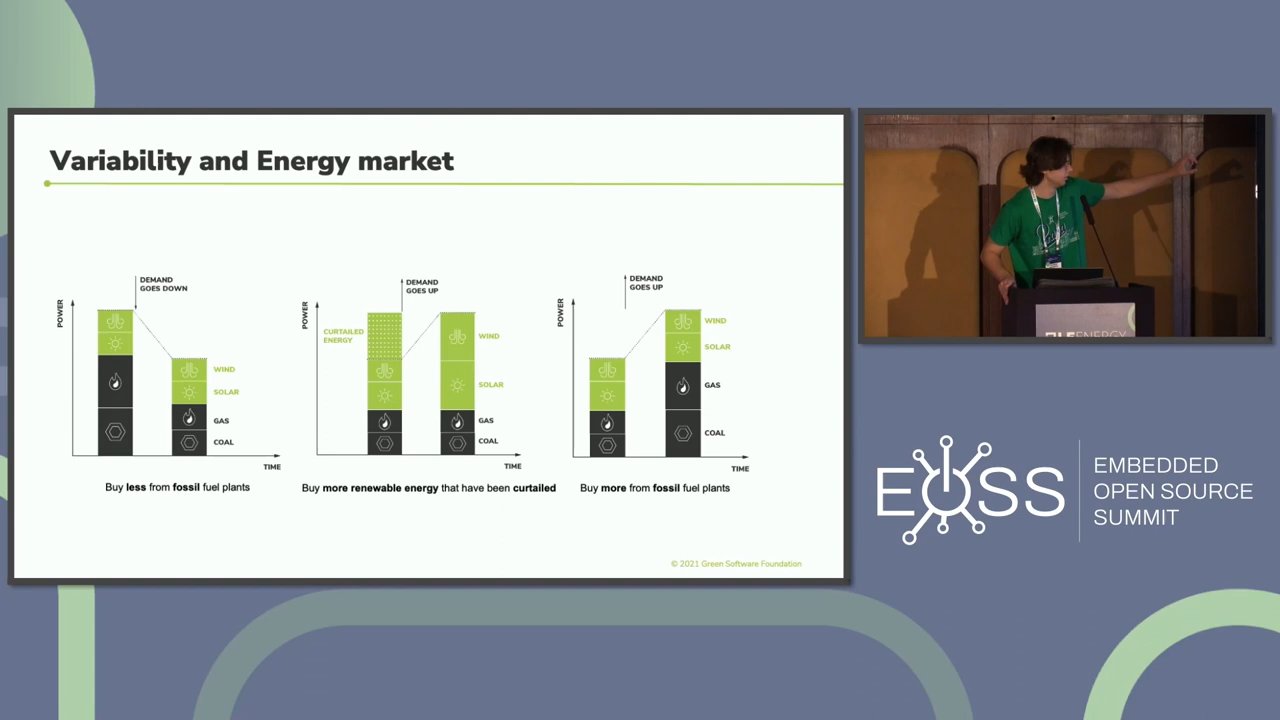 Variability and Energy market
DEMAND
GOES DOWN
POWER
WIND
SOLAR
GAS
COAL
TIME
Buy less from fossil fuel plants
DEMAND
GOES UP
POWER
CURTAILED
ENERGY
WIND
SOLAR
GAS
COAL
TIME
Buy more renewable energy that have been curtailed
DEMAND
GOES UP
POWER
WIND
SOLAR
GAS
COAL
TIME
Buy more from fossil fuel plants
© 2021 Green Software Foundation
LF ENERGY
EOSS
EMBEDDED
OPEN SOURCE
SUMMIT